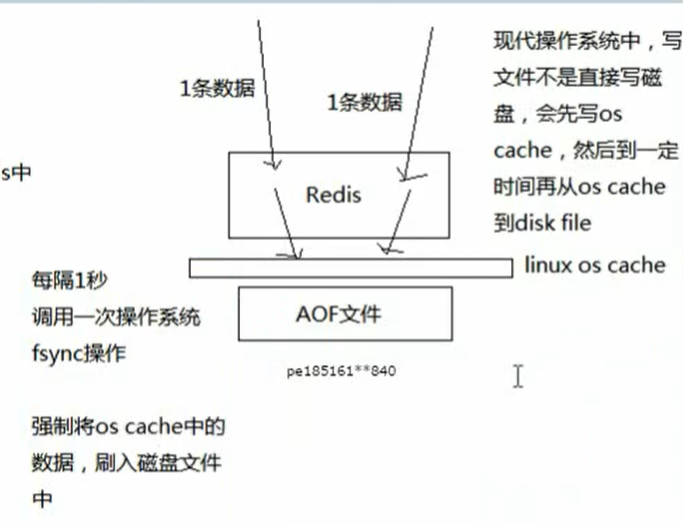 现代操作系统中，写
文件不是直接写磁
盘，会先写os
cache，然后到一定
时间再从os cache
到disk file
1条数据
1条数据
s中
Redis
linux os cache
每隔1秒
调用一次操作系统
fsync操作
AOF文件
pe185161**840
强制将os cache中的
数据，刷入磁盘文件
中